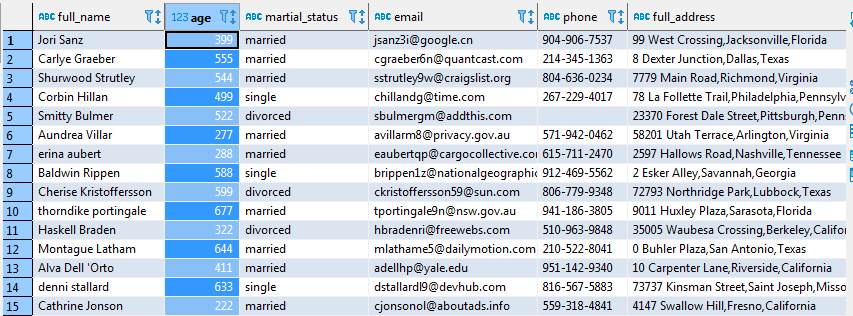 ABC full_name 123 age ABC martial_status ABC email ABC phone ABC full_address
1 Jori Sanz 399 married jsanz3i@google.cn 904-906-7537 99 West Crossing,Jacksonville,Florida
2 Carlye Graeber 555 married cgraeber6n@quantcast.com 214-345-1363 8 Dexter Junction,Dallas,Texas
3 Shurwood Strutley 544 married sstrutley9w@craigslist.org 804-636-0234 7779 Main Road,Richmond,Virginia
4 Corbin Hillan 499 single chillandg@time.com 267-229-4017 78 La Follette Trail,Philadelphia,Pennsylv
5 Smitty Bulmer 522 divorced sbulmergm@addthis.com 23370 Forest Dale Street,Pittsburgh,Penn
6 Aundrea Villar 277 married avillarm8@privacy.gov.au 571-942-0462 58201 Utah Terrace,Arlington,Virginia
7 erina aubert 288 married eaubertqp@cargocollective.co 615-711-2470 2597 Hallows Road,Nashville,Tennessee
8 Baldwin Rippen 588 single brippen1z@nationalgeographic 912-469-5562 2 Esker Alley,Savannah,Georgia
9 Cherise Kristoffersson 599 divorced ckristoffersson59@sun.com 806-779-9348 72793 Northridge Park,Lubbock,Texas
10 thorndike portingale 677 married tportingale9n@nsw.gov.au 941-186-3805 9011 Huxley Plaza,Sarasota,Florida
11 Haskell Braden 322 divorced hbradenri@freewebs.com 510-963-9848 35005 Waubesa Crossing,Berkeley,Califor
12 Montague Latham 644 married mlathame5@dailymotion.com 210-522-8041 0 Buhler Plaza,San Antonio,Texas
13 Alva Dell 'Orto 411 married adellhp@yale.edu 951-142-9340 10 Carpenter Lane,Riverside,California
14 denni stallard 633 single dstallardl9@devhub.com 816-567-5883 73737 Kinsman Street,Saint Joseph,Misso
15 Cathrine Jonson 222 married cjonsonol@aboutads.info 559-318-4841 4147 Swallow Hill,Fresno,California